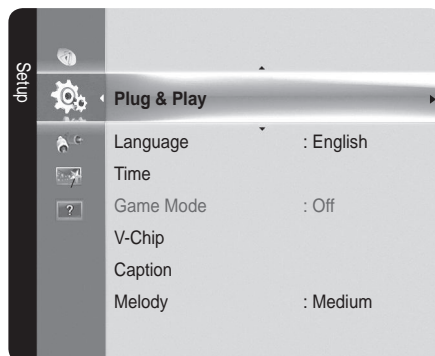 Setup
Plug & Play
Language : English
Time
Game Mode : Off
V-Chip
Caption
Melody : Medium
?